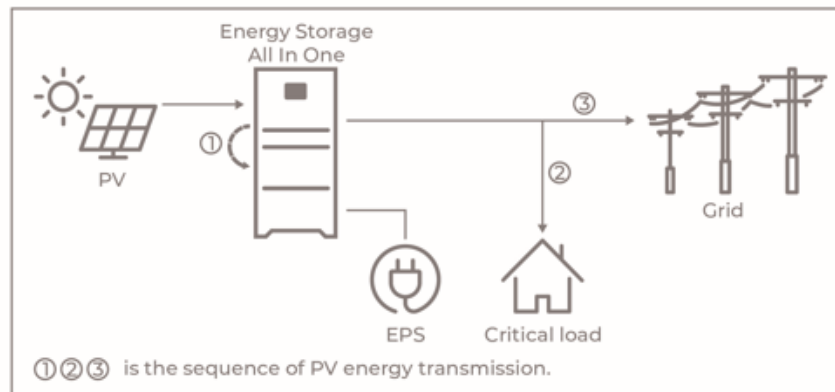 Energy Storage
All In One
③
①
②
PV
Grid
EPS
Critical load
①②③ is the sequence of PV energy transmission.